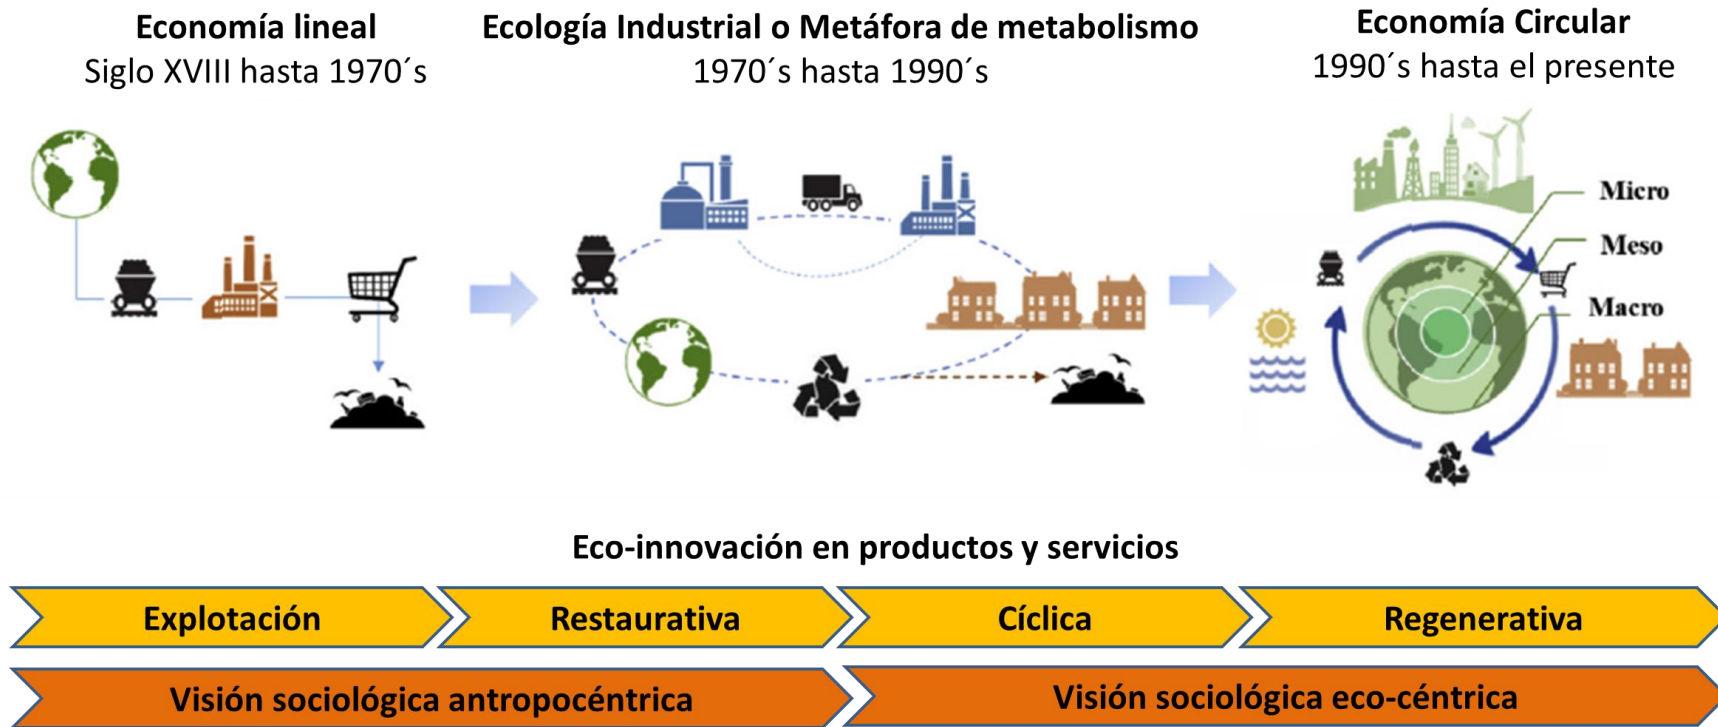 Economía lineal
Siglo XVIII hasta 1970´s
Ecología Industrial o Metáfora de metabolismo
1970´s hasta 1990´s
Economía Circular
1990´s hasta el presente
Micro
Meso
Macro
Eco-innovación en productos y servicios
Explotación
Restaurativa
Cíclica
Regenerativa
Visión sociológica antropocéntrica
Visión sociológica eco-céntrica